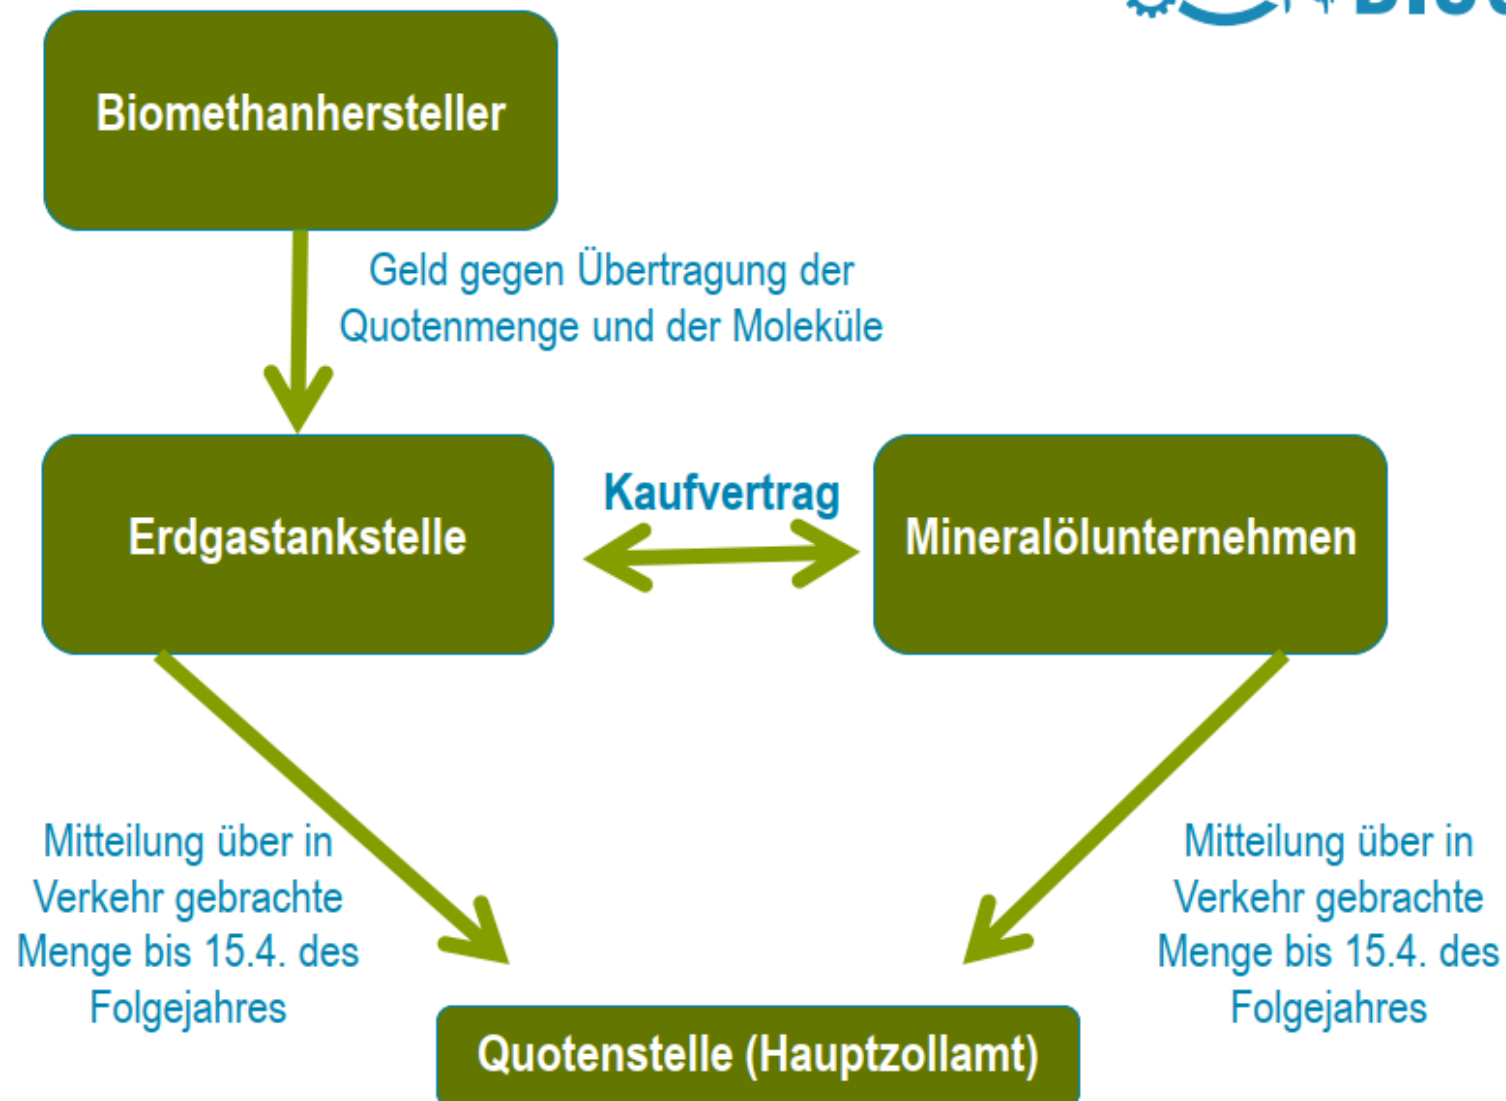 Biomethanhersteller
Geld gegen Übertragung der
Quotenmenge und der Moleküle
Erdgastankstelle
Kaufvertrag
Mineralölunternehmen
Mitteilung über in
Verkehr gebrachte
Menge bis 15.4. des
Folgejahres
Mitteilung über in
Verkehr gebrachte
Menge bis 15.4. des
Folgejahres
Quotenstelle (Hauptzollamt)